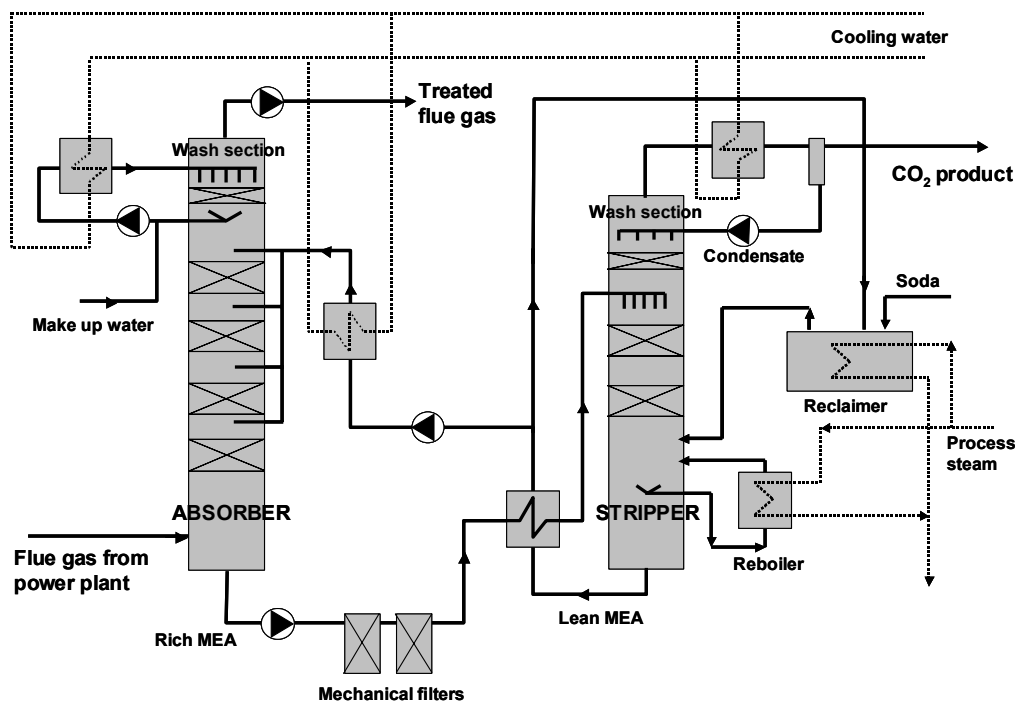 Cooling water
Treated
flue gas
Wash section
CO2 product
Wash section
Condensate
Soda
Make up water
Reclaimer
Process
steam
ABSORBER
STRIPPER
Flue gas from
power plant
Reboiler
Lean MEA
Rich MEA
Mechanical filters